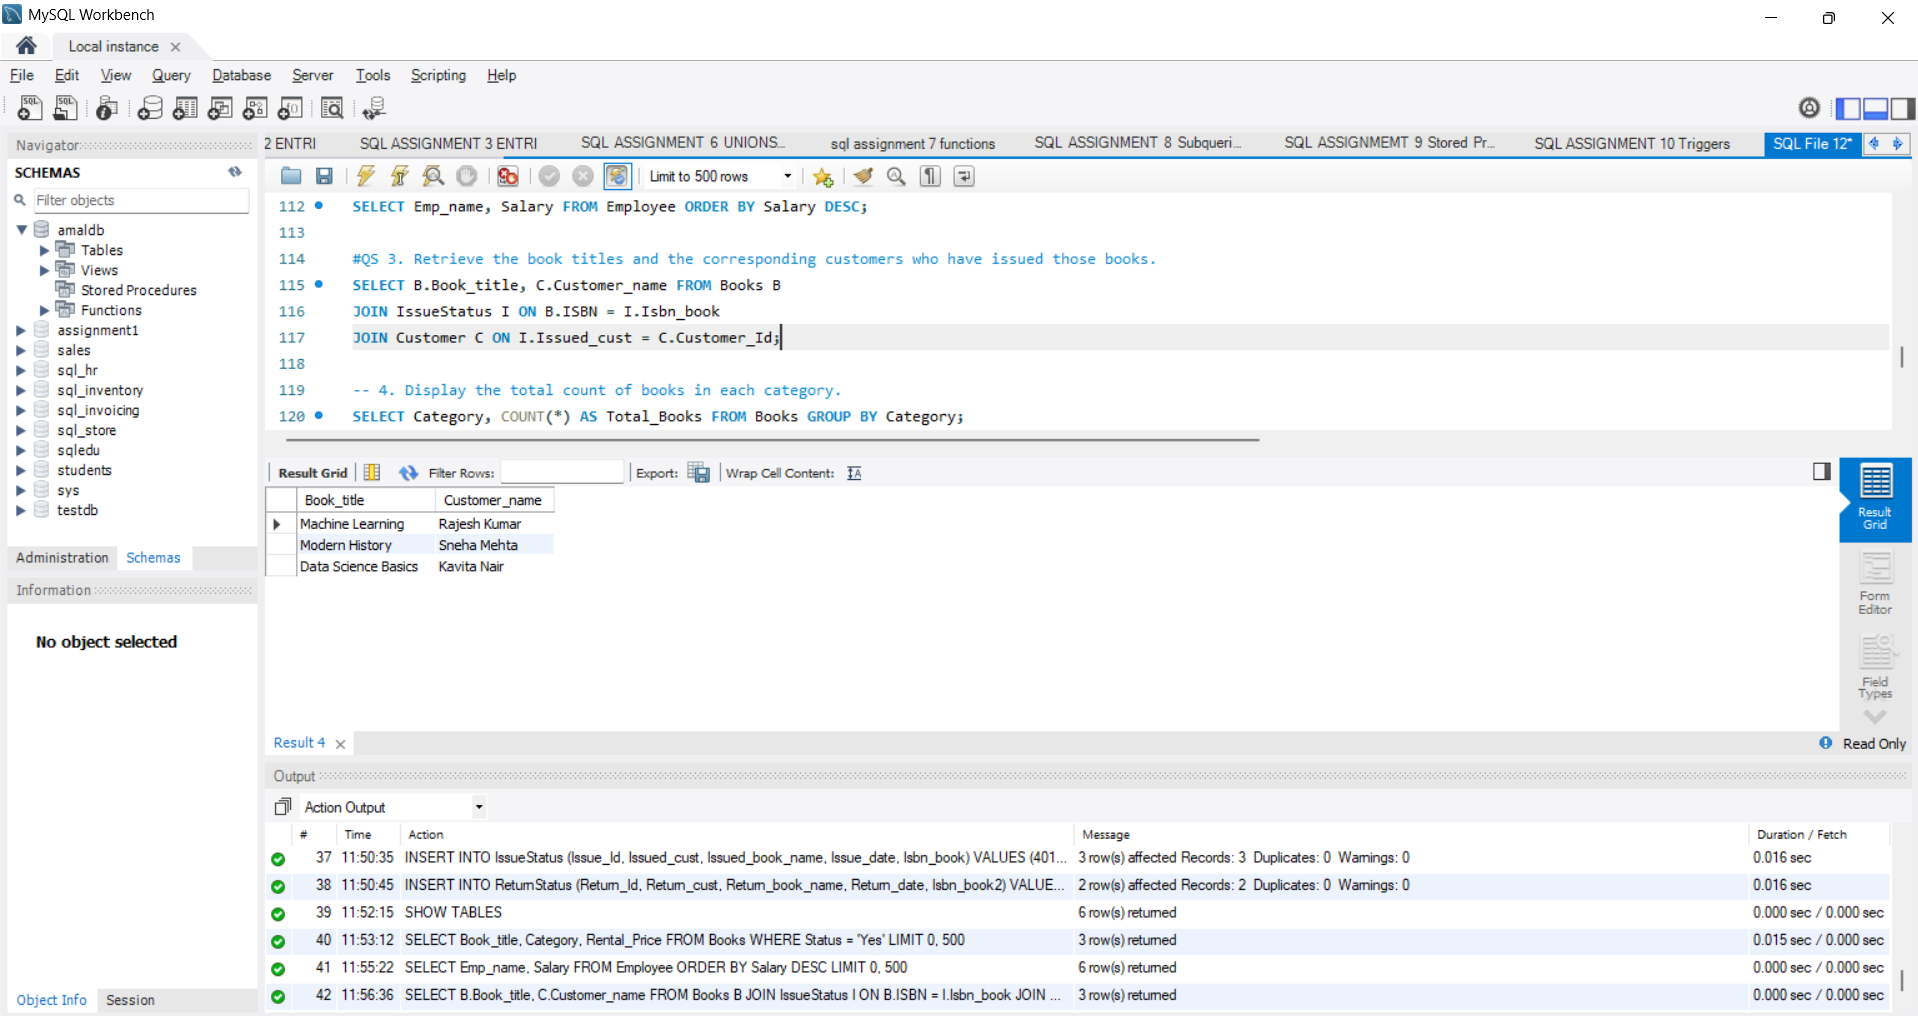 MySQL Workbench
Local instance
File Edit View Query Database Server Tools Scripting Help
Navigator
2 ENTRI SQL ASSIGNMENT 3 ENTRI SQL ASSIGNMENT 6 UNIONS... sql assignment 7 functions SQL ASSIGNMENT 8 Subqueri... SQL ASSIGNMEMT 9 Stored Pr... SQL ASSIGNMENT 10 Triggers SQL File 12*
SCHEMAS
Filter objects
amaldb
Tables
Views
Stored Procedures
Functions
assignment1
sales
sql_hr
sql_inventory
sql_invoicing
sql_store
sqledu
students
sys
testdb
Administration Schemas
Information
No object selected
Object Info Session
Limit to 500 rows
112 SELECT Emp_name, Salary FROM Employee ORDER BY Salary DESC;
113
114 #QS 3. Retrieve the book titles and the corresponding customers who have issued those books.
115 SELECT B.Book_title, C.Customer_name FROM Books B
116 JOIN IssueStatus I ON B.ISBN = I.Isbn_book
117 JOIN Customer C ON I.Issued_cust = C.Customer_Id;
118
119 -- 4. Display the total count of books in each category.
120 SELECT Category, COUNT(*) AS Total_Books FROM Books GROUP BY Category;
Result Grid Filter Rows: Export: Wrap Cell Content:
Book_title Customer_name
Machine Learning Rajesh Kumar
Modern History Sneha Mehta
Data Science Basics Kavita Nair
Result Grid
Form Editor
Field Types
Result 4
Read Only
Output
Action Output
# Time Action Message Duration / Fetch
37 11:50:35 INSERT INTO IssueStatus (Issue_Id, Issued_cust, Issued_book_name, Issue_date, Isbn_book) VALUES (401... 3 row(s) affected Records: 3 Duplicates: 0 Warnings: 0 0.016 sec
38 11:50:45 INSERT INTO ReturnStatus (Return_Id, Return_cust, Return_book_name, Return_date, Isbn_book2) VALUE... 2 row(s) affected Records: 2 Duplicates: 0 Warnings: 0 0.016 sec
39 11:52:15 SHOW TABLES 6 row(s) returned 0.000 sec / 0.000 sec
40 11:53:12 SELECT Book_title, Category, Rental_Price FROM Books WHERE Status = 'Yes' LIMIT 0, 500 3 row(s) returned 0.015 sec / 0.000 sec
41 11:55:22 SELECT Emp_name, Salary FROM Employee ORDER BY Salary DESC LIMIT 0, 500 6 row(s) returned 0.000 sec / 0.000 sec
42 11:56:36 SELECT B.Book_title, C.Customer_name FROM Books B JOIN IssueStatus I ON B.ISBN = I.Isbn_book JOIN ... 3 row(s) returned 0.000 sec / 0.000 sec